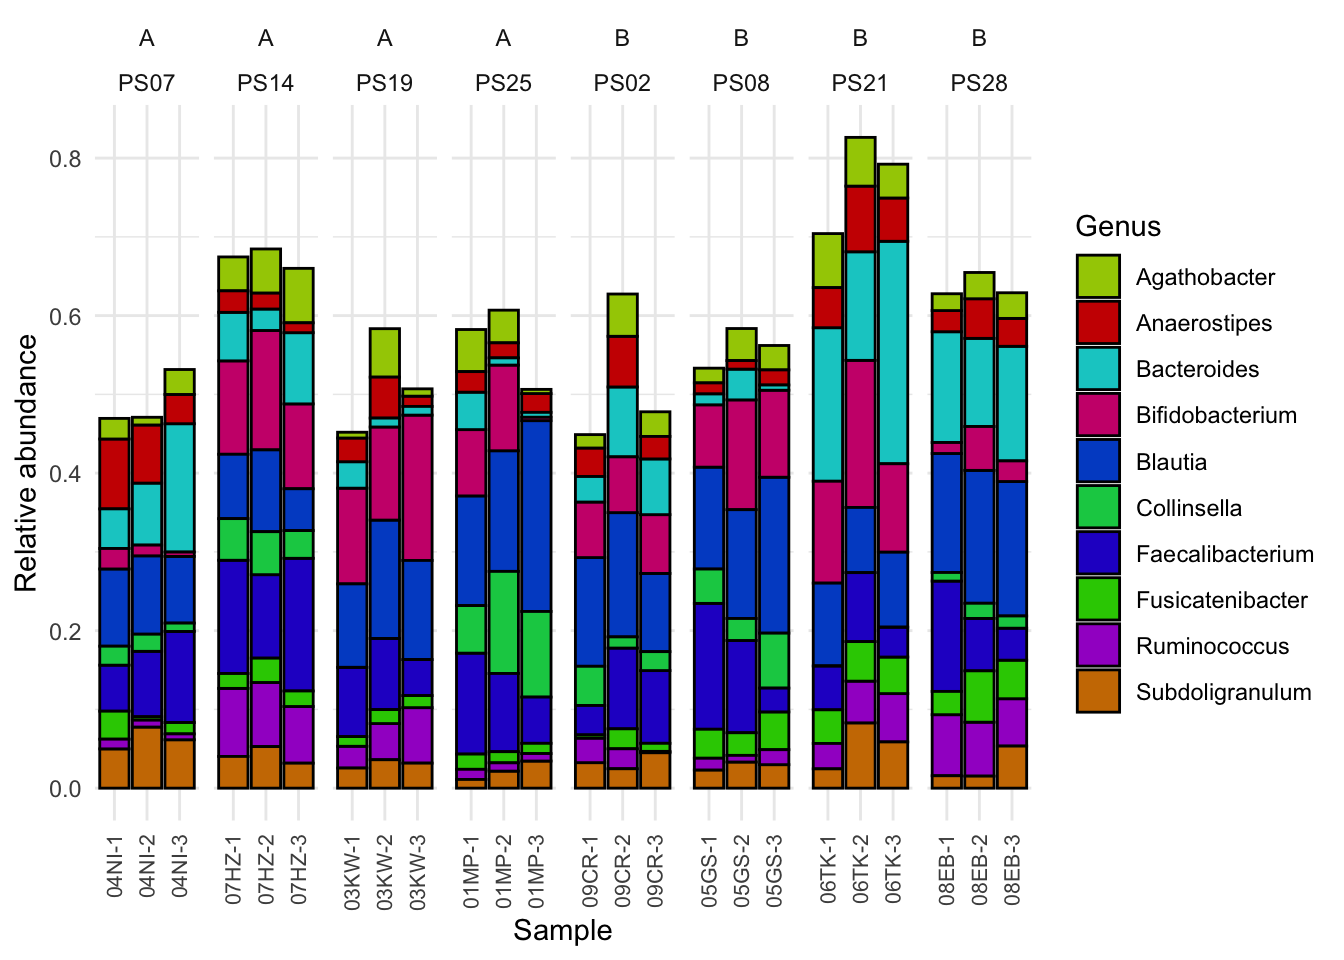 A A A A B B B B
PS07 PS14 PS19 PS25 PS02 PS08 PS21 PS28
0.8
0.6
0.4
0.2
0.0
Relative abundance
04NI-1 04NI-2 04NI-3 07HZ-1 07HZ-2 07HZ-3 03KW-1 03KW-2 03KW-3 01MP-1 01MP-2 01MP-3 09CR-1 09CR-2 09CR-3 05GS-1 05GS-2 05GS-3 06TK-1 06TK-2 06TK-3 08EB-1 08EB-2 08EB-3
Sample
Genus
Agathobacter
Anaerostipes
Bacteroides
Bifidobacterium
Blautia
Collinsella
Faecalibacterium
Fusicatenibacter
Ruminococcus
Subdoligranulum